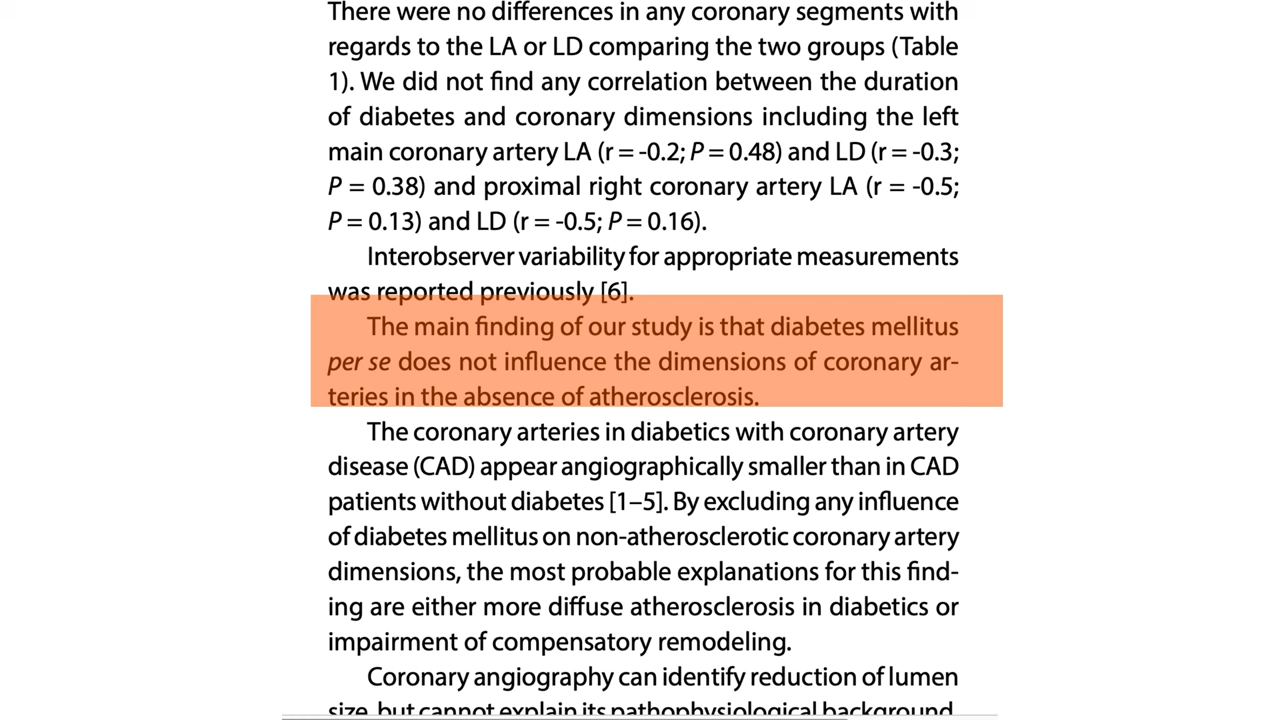 There were no differences in any coronary segments with
regards to the LA or LD comparing the two groups (Table
1). We did not find any correlation between the duration
of diabetes and coronary dimensions including the left
main coronary artery LA (r = -0.2; P = 0.48) and LD (r = -0.3;
P = 0.38) and proximal right coronary artery LA (r = -0.5;
P = 0.13) and LD (r = -0.5; P = 0.16).
Interobserver variability for appropriate measurements
was reported previously [6].
The main finding of our study is that diabetes mellitus
per se does not influence the dimensions of coronary ar-
teries in the absence of atherosclerosis.
The coronary arteries in diabetics with coronary artery
disease (CAD) appear angiographically smaller than in CAD
patients without diabetes [1–5]. By excluding any influence
of diabetes mellitus on non-atherosclerotic coronary artery
dimensions, the most probable explanations for this find-
ing are either more diffuse atherosclerosis in diabetics or
impairment of compensatory remodeling.
Coronary angiography can identify reduction of lumen
size, but cannot explain its pathophysiological background.